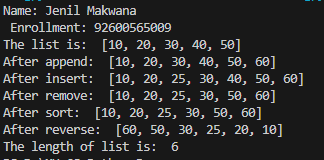 Name: Jenil Makwana
 Enrollment: 92600565009
The list is:  [10, 20, 30, 40, 50]
After append:  [10, 20, 30, 40, 50, 60]
After insert:  [10, 20, 25, 30, 40, 50, 60]
After remove:  [10, 20, 25, 30, 50, 60]
After sort:  [10, 20, 25, 30, 50, 60]
After reverse:  [60, 50, 30, 25, 20, 10]
The length of list is:  6